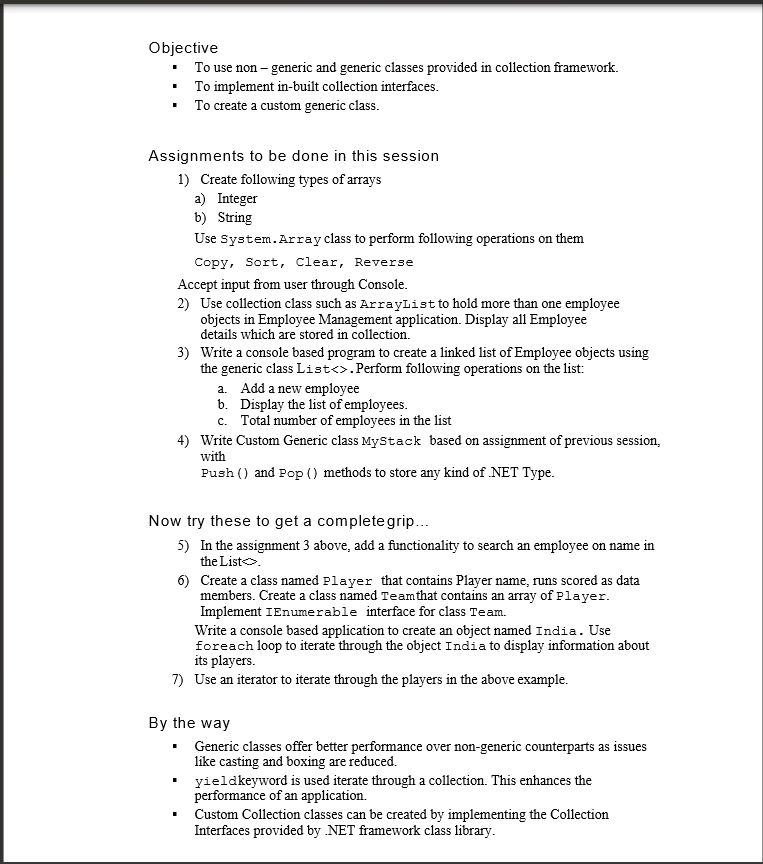 Objective
▪ To use non – generic and generic classes provided in collection framework.
▪ To implement in-built collection interfaces.
▪ To create a custom generic class.
Assignments to be done in this session
1) Create following types of arrays
a) Integer
b) String
Use System.Array class to perform following operations on them
Copy, Sort, Clear, Reverse
Accept input from user through Console.
2) Use collection class such as ArrayList to hold more than one employee
objects in Employee Management application. Display all Employee
details which are stored in collection.
3) Write a console based program to create a linked list of Employee objects using
the generic class List<>.Perform following operations on the list:
a. Add a new employee
b. Display the list of employees.
c. Total number of employees in the list
4) Write Custom Generic class MyStack based on assignment of previous session,
with
Push() and Pop() methods to store any kind of .NET Type.
Now try these to get a completegrip...
5) In the assignment 3 above, add a functionality to search an employee on name in
the List<>.
6) Create a class named Player that contains Player name, runs scored as data
members. Create a class named Teamthat contains an array of Player.
Implement IEnumerable interface for class Team.
Write a console based application to create an object named India. Use
foreach loop to iterate through the object India to display information about
its players.
7) Use an iterator to iterate through the players in the above example.
By the way
▪ Generic classes offer better performance over non-generic counterparts as issues
like casting and boxing are reduced.
▪ yieldkeyword is used iterate through a collection. This enhances the
performance of an application.
▪ Custom Collection classes can be created by implementing the Collection
Interfaces provided by .NET framework class library.